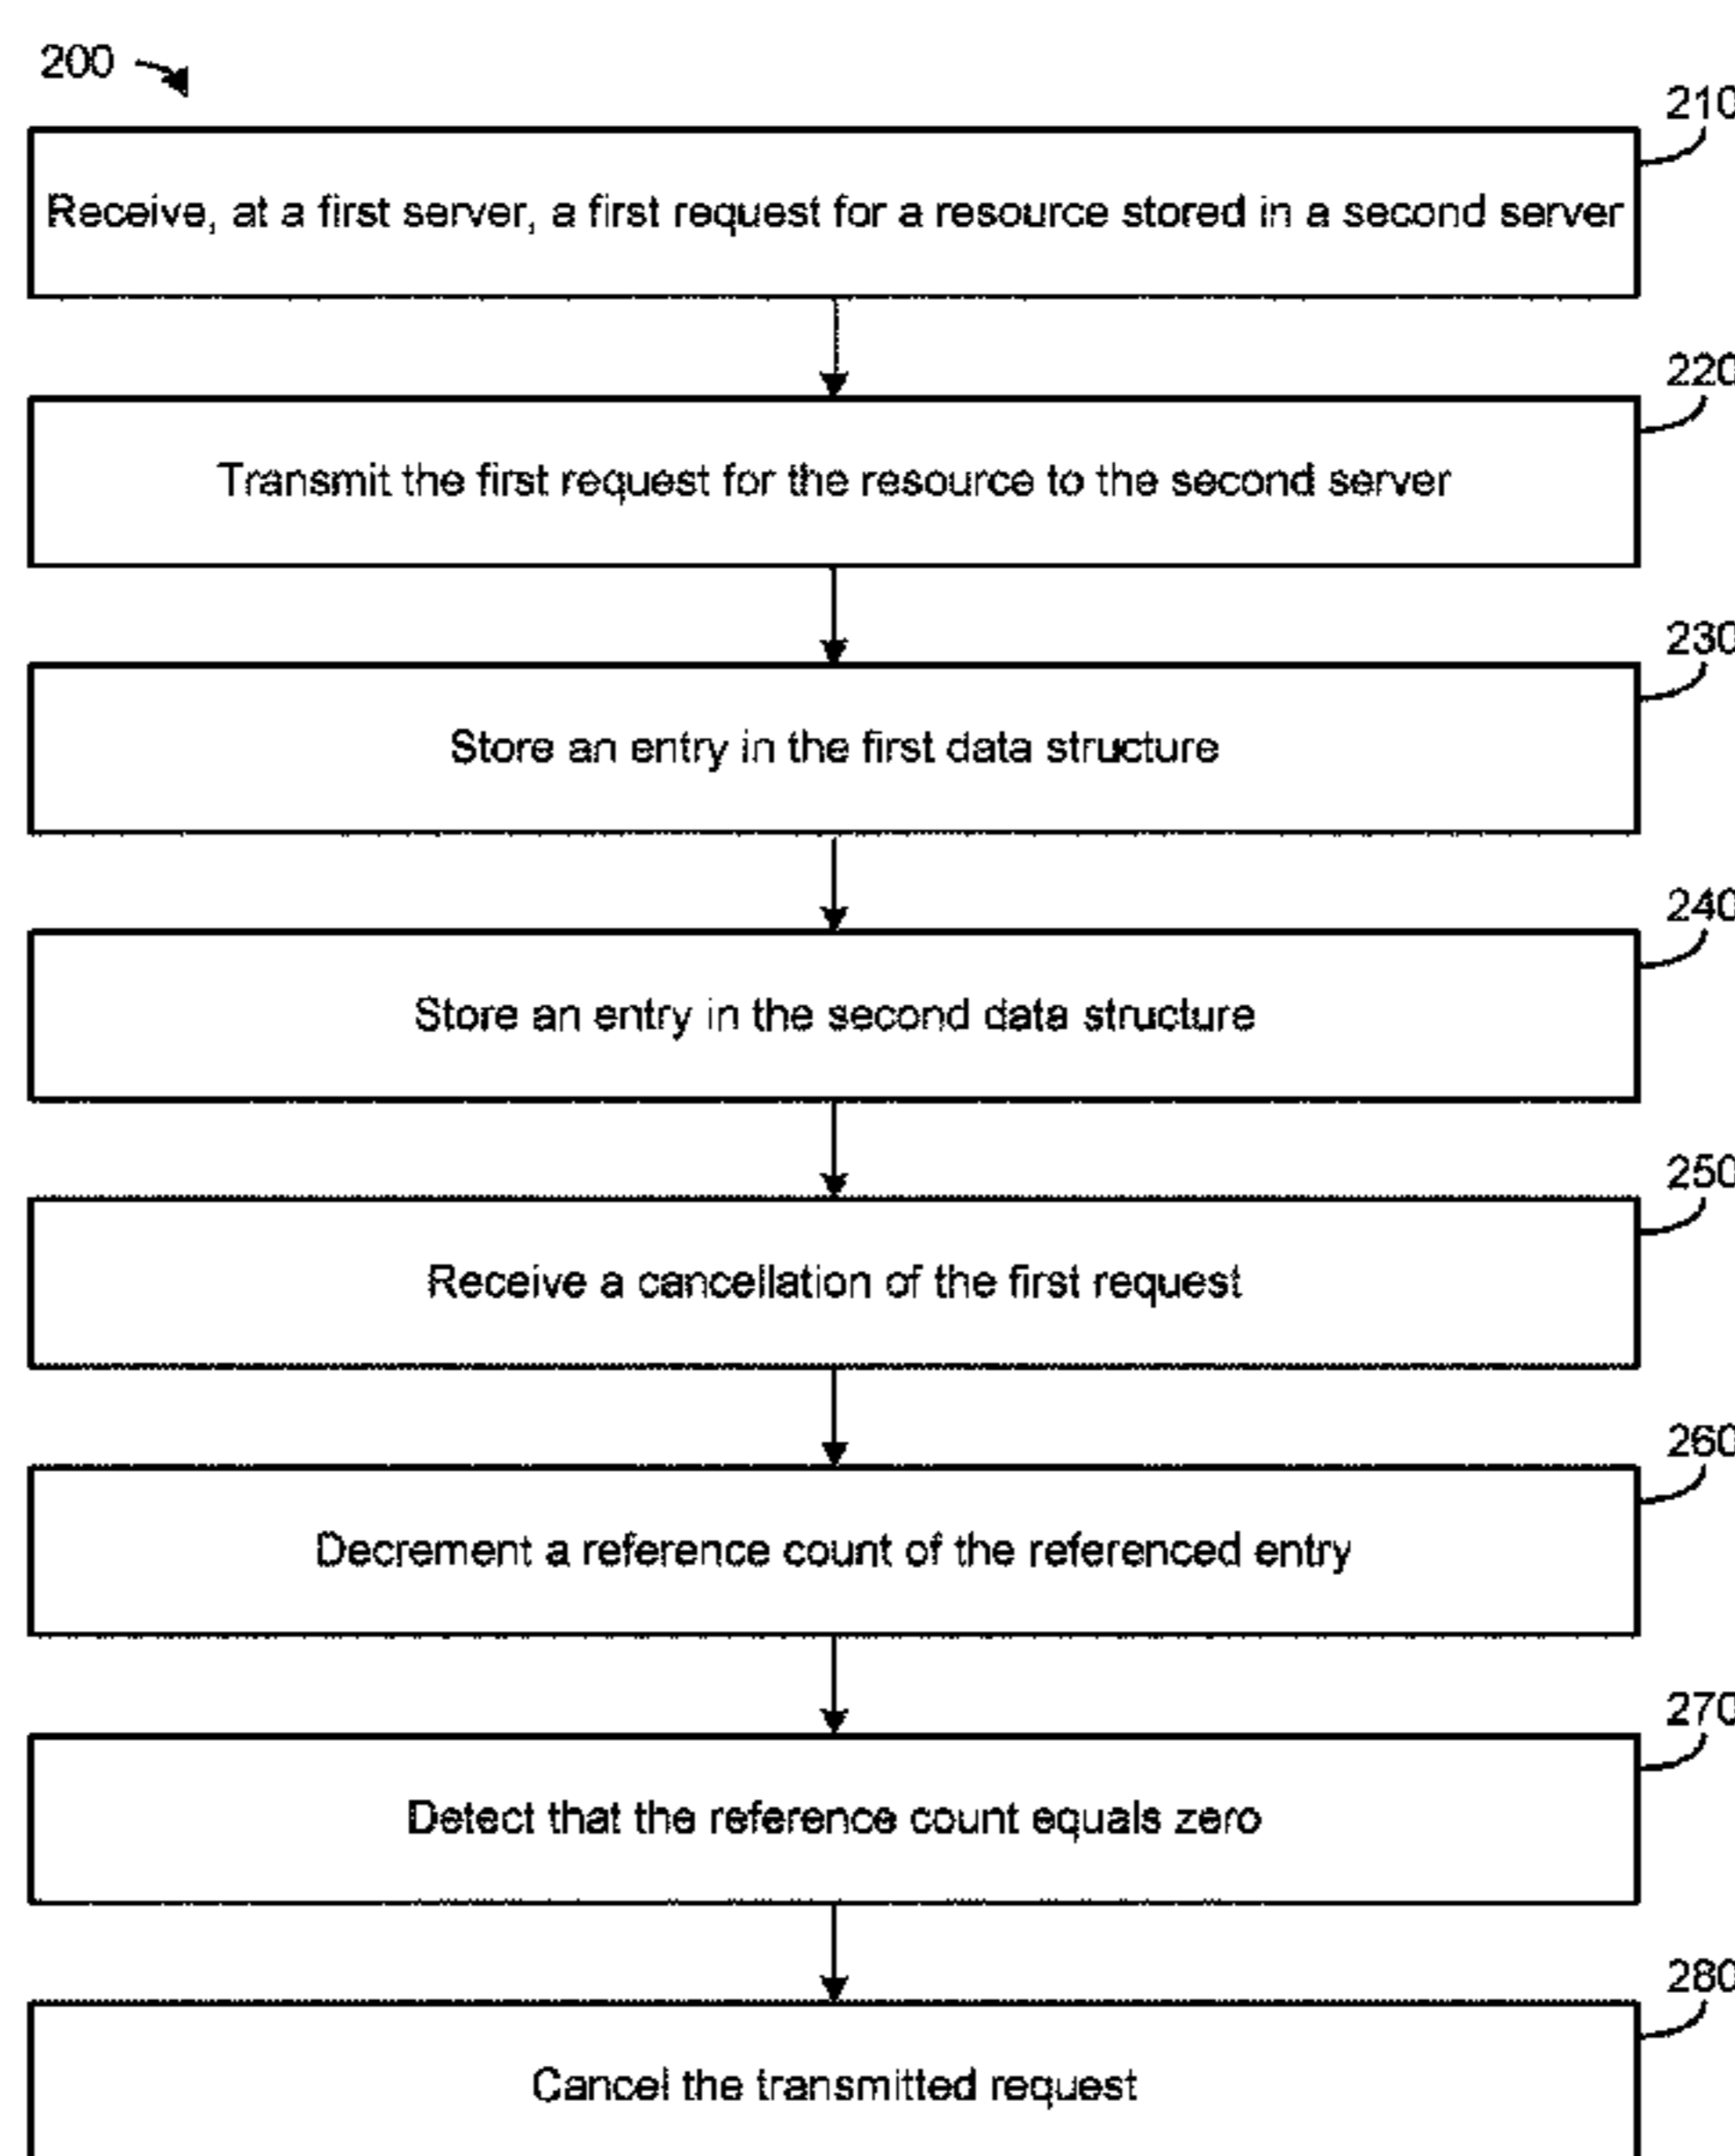 200
210
Receive, at a first server, a first request for a resource stored in a second server
220
Transmit the first request for the resource to the second server
230
Store an entry in the first data structure
240
Store an entry in the second data structure
250
Receive a cancellation of the first request
260
Decrement a reference count of the referenced entry
270
Detect that the reference count equals zero
280
Cancel the transmitted request